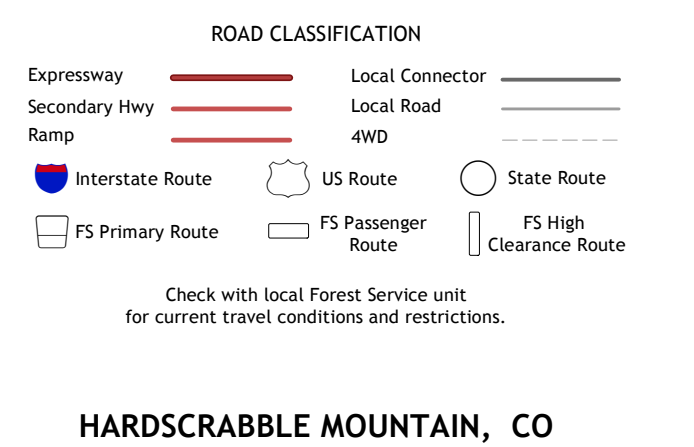 ROAD CLASSIFICATION
Expressway
Local Connector
Secondary Hwy
Local Road
Ramp
4WD
Interstate Route
US Route
State Route
FS Primary Route
FS Passenger
Route
FS High
Clearance Route
Check with local Forest Service unit
for current travel conditions and restrictions.
HARDSCRABBLE MOUNTAIN, CO